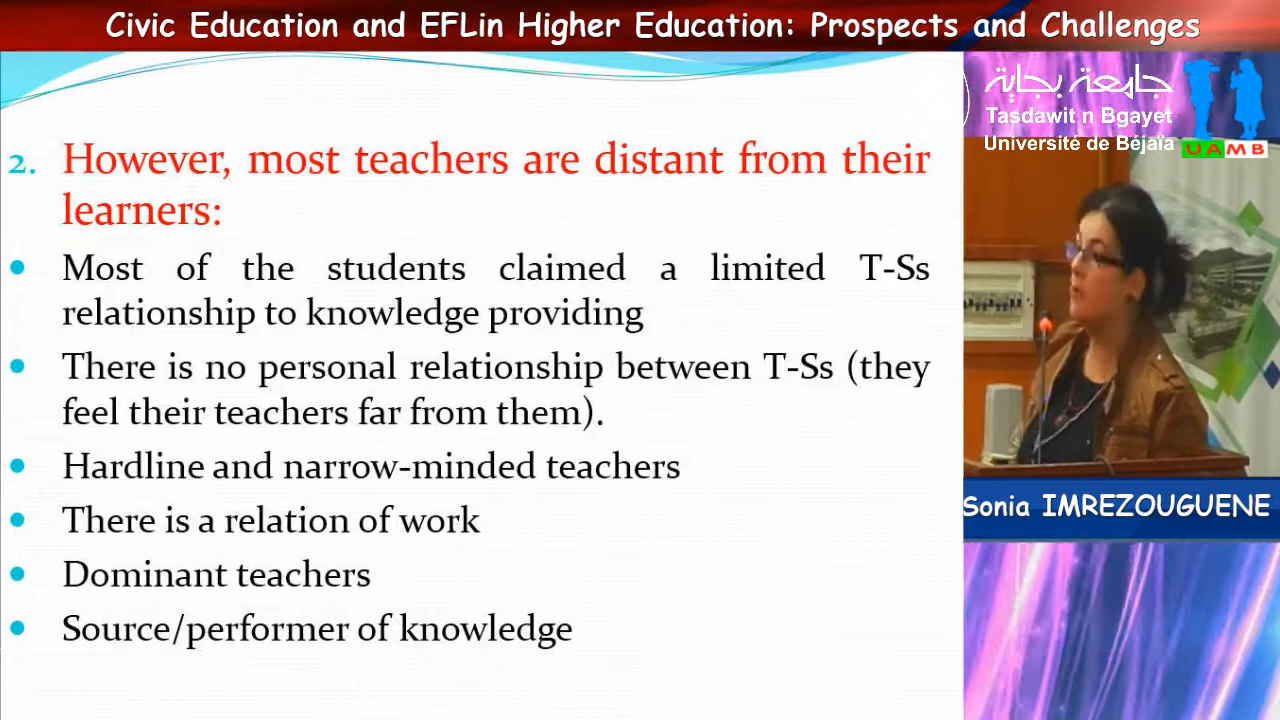 Civic Education and EFLin Higher Education: Prospects and Challenges
جامعة بجاية
Tasdawit n Bgayet
Université de Béjaïa
UAMB
2. However, most teachers are distant from their
learners:
• Most of the students claimed a limited T-Ss
relationship to knowledge providing
• There is no personal relationship between T-Ss (they
feel their teachers far from them).
• Hardline and narrow-minded teachers
• There is a relation of work
• Dominant teachers
• Source/performer of knowledge
Sonia IMREZOUGUENE